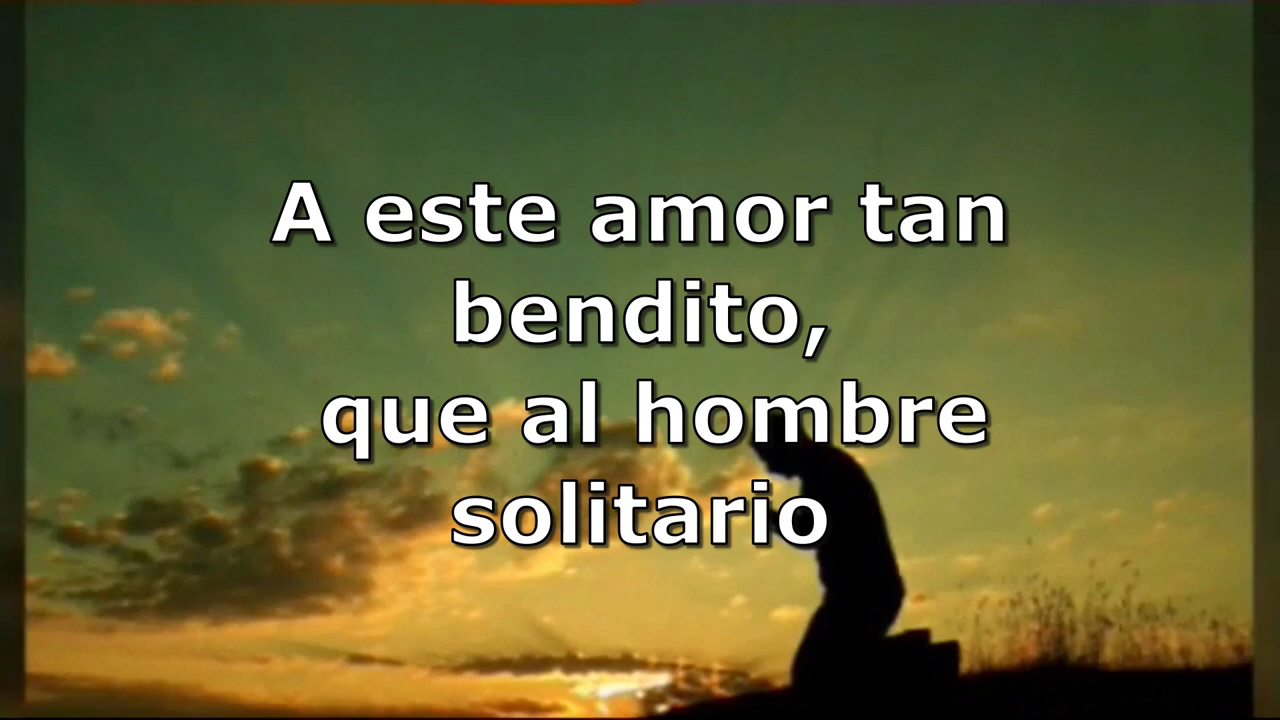 A este amor tan
bendito,
que al hombre
solitario